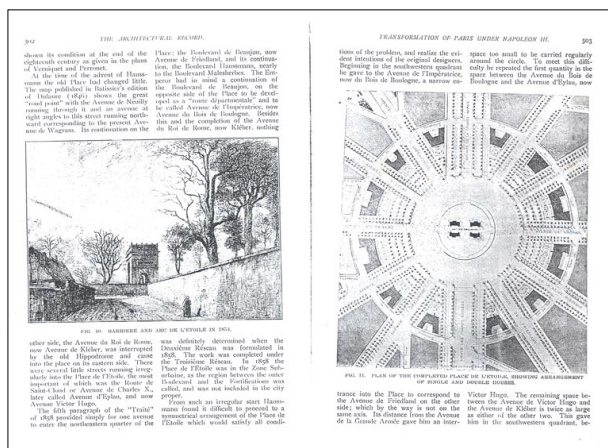 502
THE ARCHITECTURAL RECORD.
shows its condition at the end of the
eighteenth century as given in the plans
of Verniquet and Perronet.
At the time of the advent of Hauss-
mann the old Place had changed little.
The map published in Batissier's edition
of Dulaure (1846) shows the great
"road point" with the Avenue de Neuilly
running through it and an avenue at
right angles to this street running north-
ward corresponding to the present Ave-
nue de Wagram. Its continuation on the
Place; the Boulevard de Beaujon, now
Avenue de Friedland, and its continua-
tion, the Boulevard Haussmann, nearly
to the Boulevard Malesherbes. The Em-
peror had in mind a continuation of
the Boulevard de Beaujon, on the
opposite side of the Place to be devel-
oped as a "route départementale" and to
be called Avenue de l'Impératrice, now
Avenue du Bois de Boulogne. Besides
this and the completion of the Avenue
du Roi de Rome, now Kléber, nothing
FIG. 10. BARRIERE AND ARC DE L'ETOILE IN 1854.
other side, the Avenue du Roi de Rome,
now Avenue de Kléber, was interrupted
by the old Hippodrome and came
into the place on its eastern side. There
were several little streets running irreg-
ularly into the Place de l'Etoile, the most
important of which was the Route de
Saint-Cloud or Avenue de Charles X.,
later called Avenue d'Eylau, and now
Avenue Victor Hugo.
The fifth paragraph of the "Traité"
of 1858 provided simply for one avenue
to enter the northeastern quarter of the
was definitely determined when the
Deuxième Réseau was formulated in
1858. The work was completed under
the Troisième Réseau. In 1858 the
Place de l'Etoile was in the Zone Sub-
urbaine, as the region between the outer
Boulevard and the Fortifications was
called, and was not included in the city
proper.
From such an irregular start Hauss-
mann found it difficult to proceed to a
symmetrical arrangement of the Place de
l'Etoile which would satisfy all condi-
TRANSFORMATION OF PARIS UNDER NAPOLEON III.
503
tions of the problem, and realize the evi-
dent intentions of the original designers.
Beginning in the southwestern quadrant
he gave to the Avenue de l'Impératrice,
now du Bois de Boulogne, a narrow en-
space too small to be carried regularly
around the circle. To meet this diffi-
culty he repeated the first quantity in the
space between the Avenue du Bois de
Boulogne and the Avenue d'Eylau, now
FIG. 11. PLAN OF THE COMPLETED PLACE DE L'ETOILE, SHOWING ARRANGEMENT
OF SINGLE AND DOUBLE HOUSES.
trance into the Place to correspond to
the Avenue de Friedland on the other
side; which by the way is not on the
same axis. Its distance from the Avenue
de la Grande Armée gave him an inter-
Victor Hugo. The remaining space be-
tween the Avenue Victor Hugo and
the Avenue de Kléber is twice as large
as either of the other two. This gave
him in the southwestern quadrant, be-